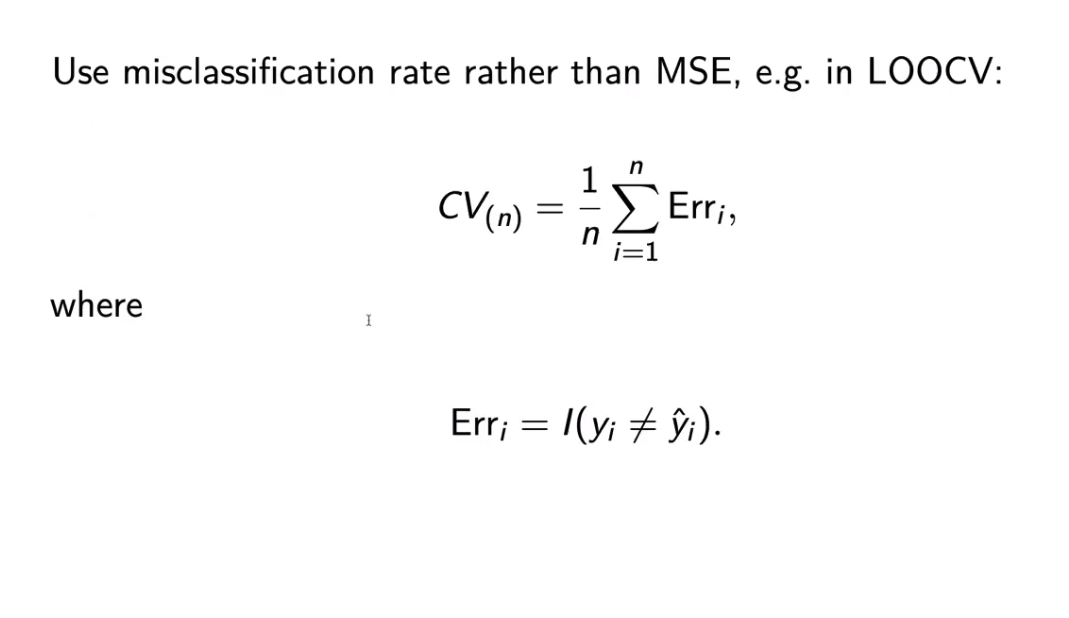 Use misclassification rate rather than MSE, e.g. in LOOCV:
$CV_{(n)} = \frac{1}{n} \sum_{i=1}^{n} \text{Err}_i,$
where
$\text{Err}_i = I(y_i \neq \hat{y}_i).$